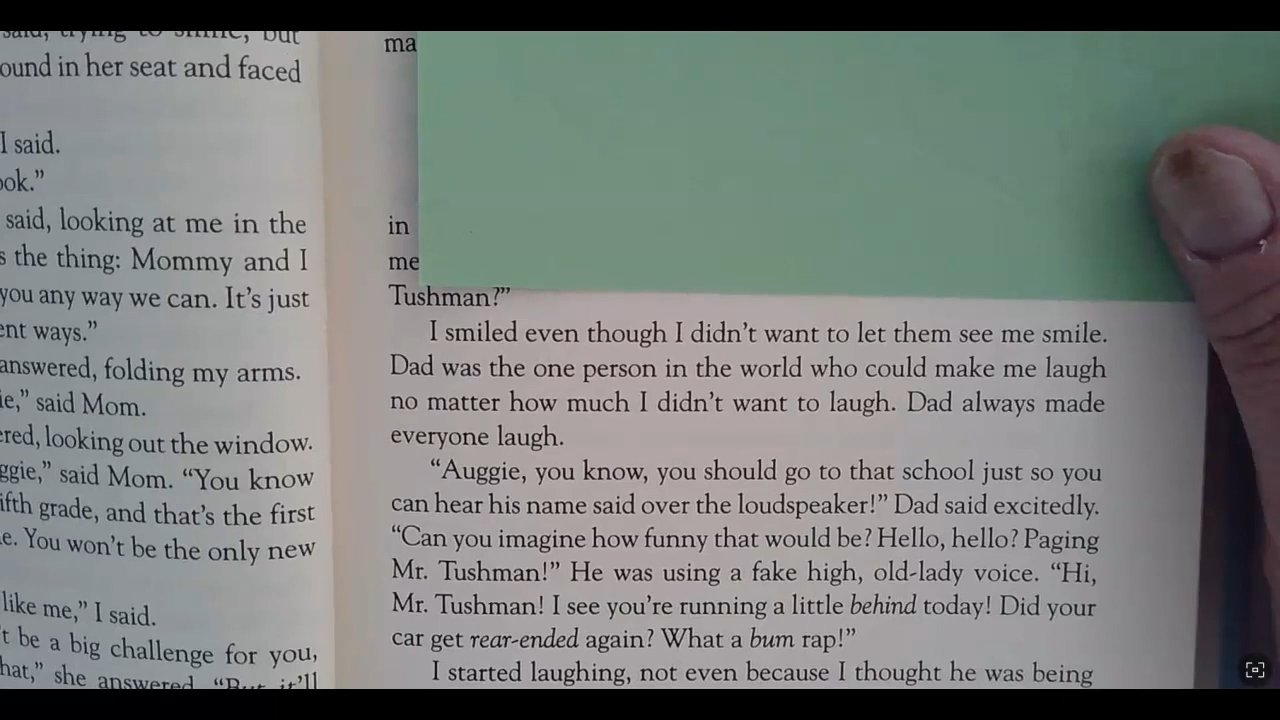 said, trying to smile, but
ound in her seat and faced
I said.
ook.”
said, looking at me in the
s the thing: Mommy and I
you any way we can. It’s just
ent ways.”
answered, folding my arms.
ie,” said Mom.
ered, looking out the window.
ggie,” said Mom. “You know
ifth grade, and that’s the first
e. You won’t be the only new
like me,” I said.
’t be a big challenge for you,
hat,” she answered. “But it’ll
ma
in
me
Tushman?”
I smiled even though I didn’t want to let them see me smile.
Dad was the one person in the world who could make me laugh
no matter how much I didn’t want to laugh. Dad always made
everyone laugh.
“Auggie, you know, you should go to that school just so you
can hear his name said over the loudspeaker!” Dad said excitedly.
“Can you imagine how funny that would be? Hello, hello? Paging
Mr. Tushman!” He was using a fake high, old-lady voice. “Hi,
Mr. Tushman! I see you’re running a little behind today! Did your
car get rear-ended again? What a bum rap!”
I started laughing, not even because I thought he was being